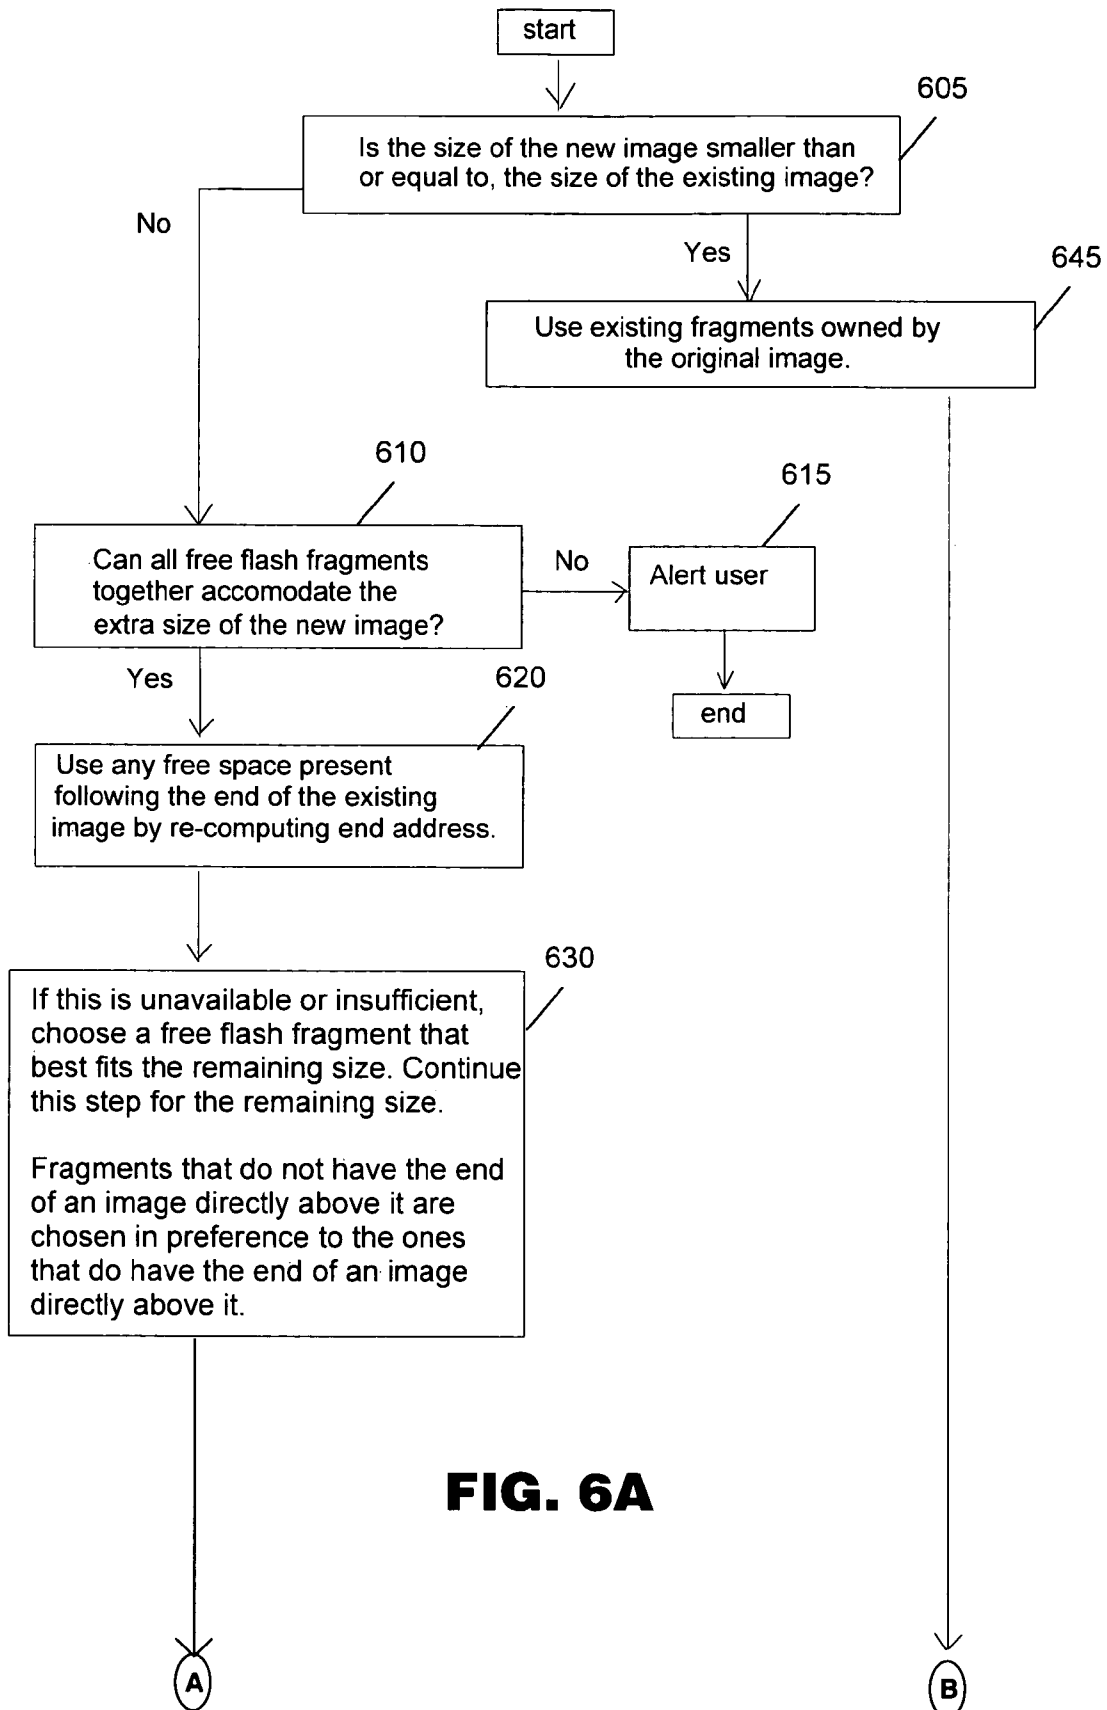 start
605
Is the size of the new image smaller than
or equal to, the size of the existing image?
No
Yes
645
Use existing fragments owned by
the original image.
610
615
Can all free flash fragments
together accomodate the
extra size of the new image?
No
Alert user
Yes
620
end
Use any free space present
following the end of the existing
image by re-computing end address.
630
If this is unavailable or insufficient,
choose a free flash fragment that
best fits the remaining size. Continue
this step for the remaining size.
Fragments that do not have the end
of an image directly above it are
chosen in preference to the ones
that do have the end of an image
directly above it.
FIG. 6A
A
B